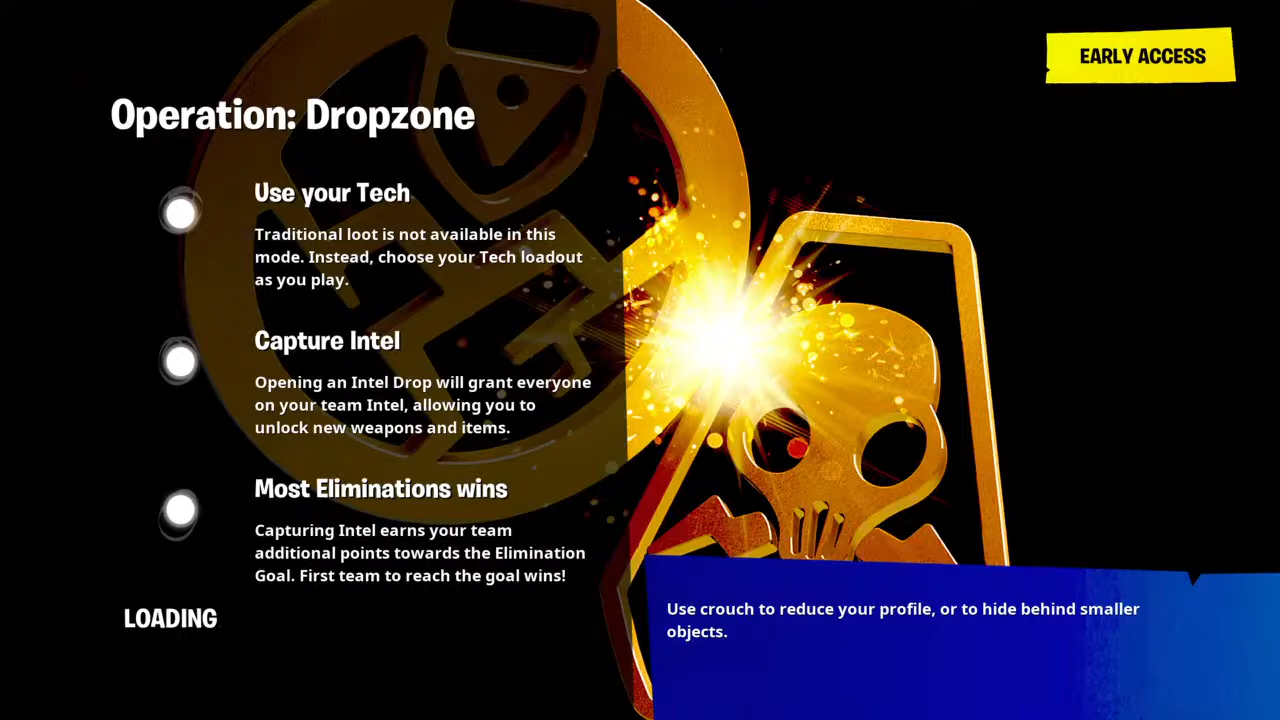 EARLY ACCESS
Operation: Dropzone
Use your Tech
Traditional loot is not available in this
mode. Instead, choose your Tech loadout
as you play.
Capture Intel
Opening an Intel Drop will grant everyone
on your team Intel, allowing you to
unlock new weapons and items.
Most Eliminations wins
Capturing Intel earns your team
additional points towards the Elimination
Goal. First team to reach the goal wins!
LOADING
Use crouch to reduce your profile, or to hide behind smaller
objects.